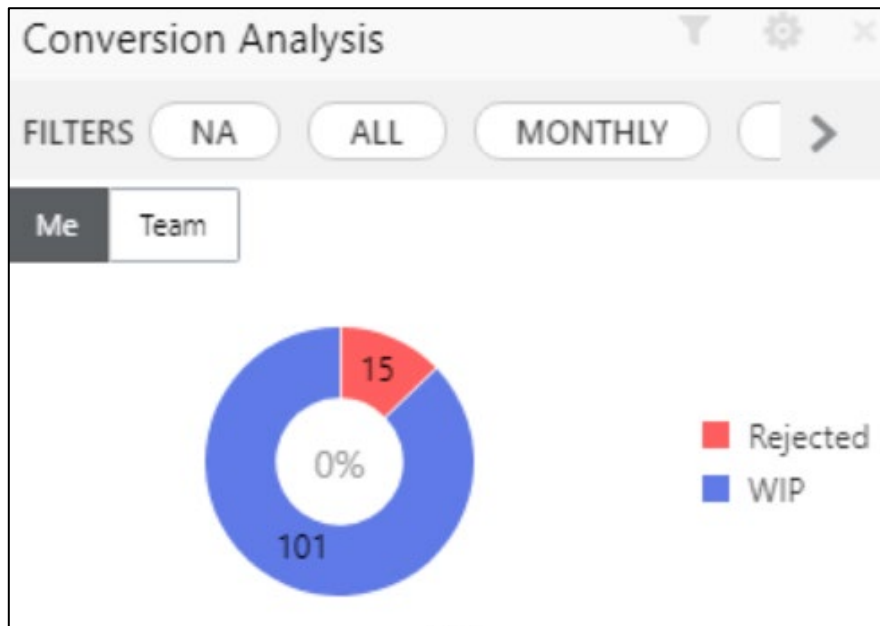 Conversion Analysis
FILTERS NA ALL MONTHLY
Me Team
15
0%
101
Rejected
WIP